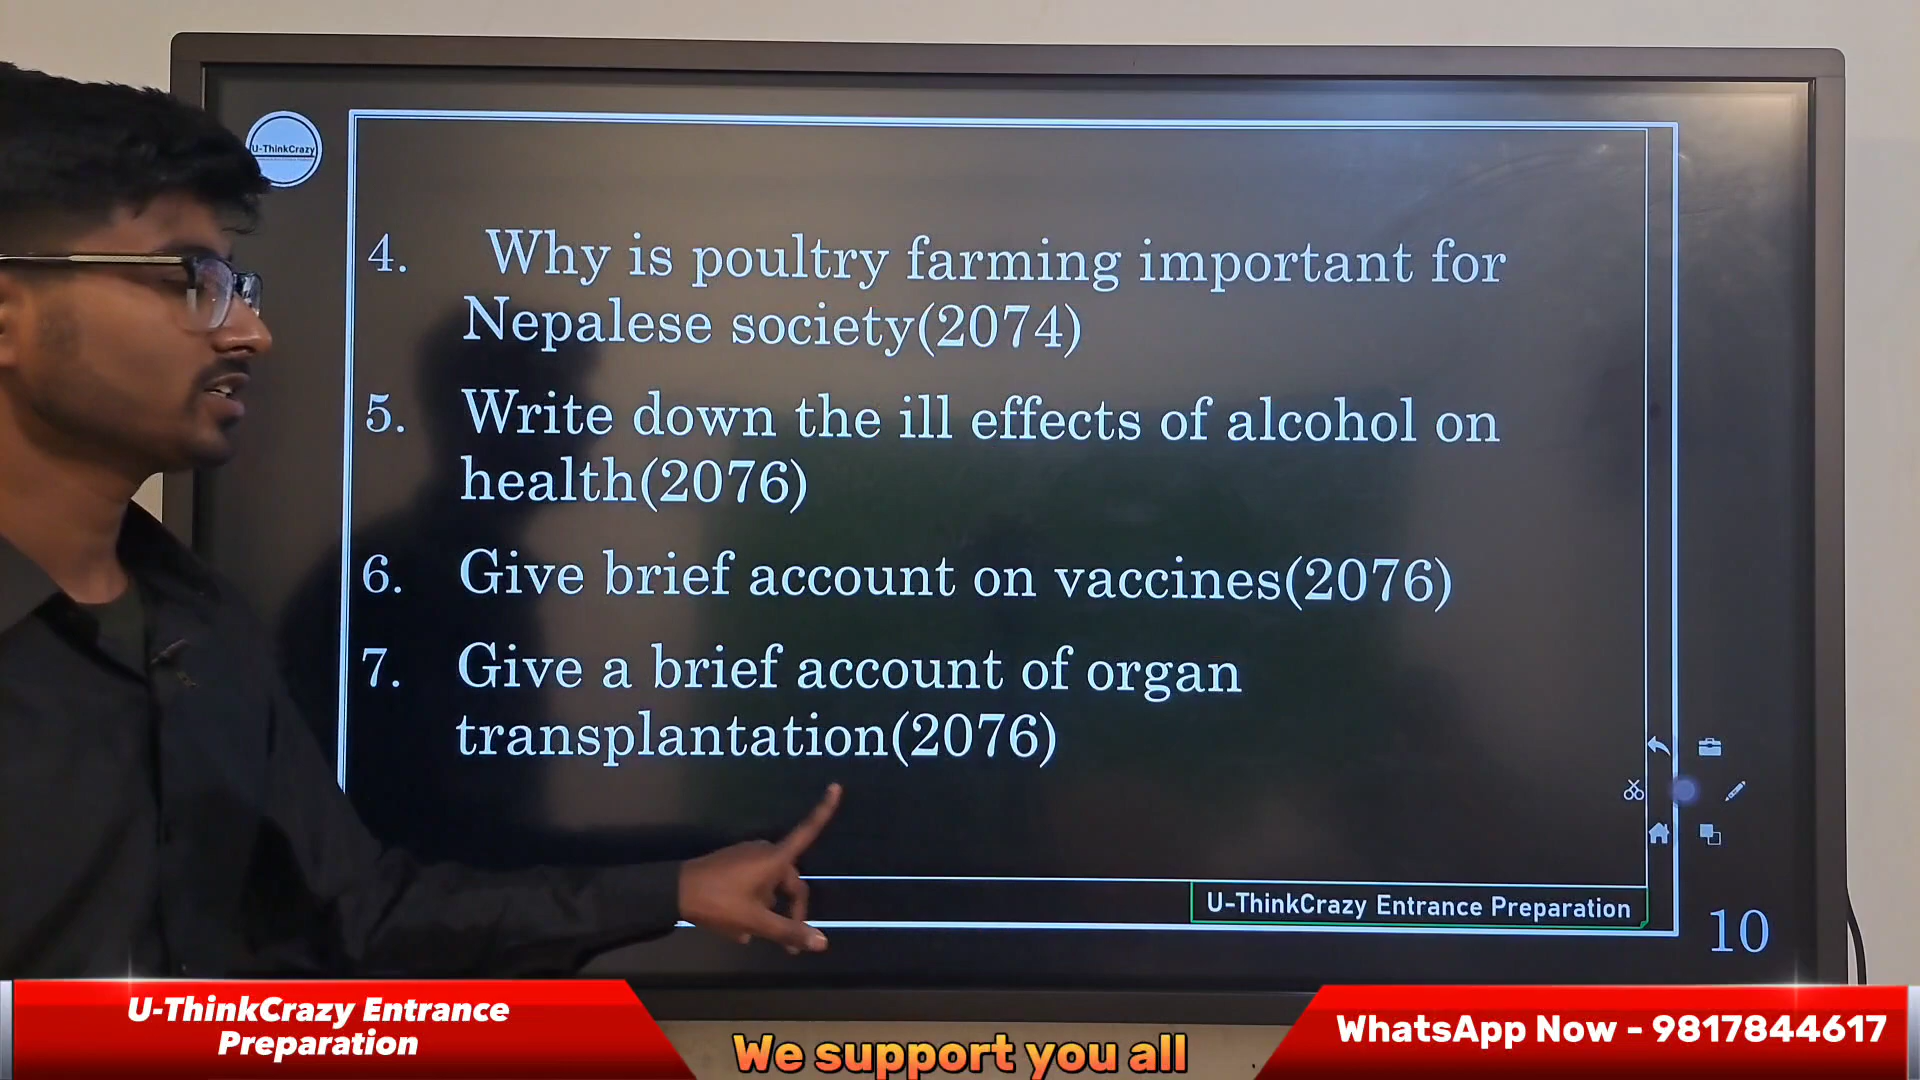 U-ThinkCrazy
4. Why is poultry farming important for
Nepalese society(2074)
5. Write down the ill effects of alcohol on
health(2076)
6. Give brief account on vaccines(2076)
7. Give a brief account of organ
transplantation(2076)
U-ThinkCrazy Entrance Preparation
10
U-ThinkCrazy Entrance
Preparation
We support you all
WhatsApp Now - 9817844617